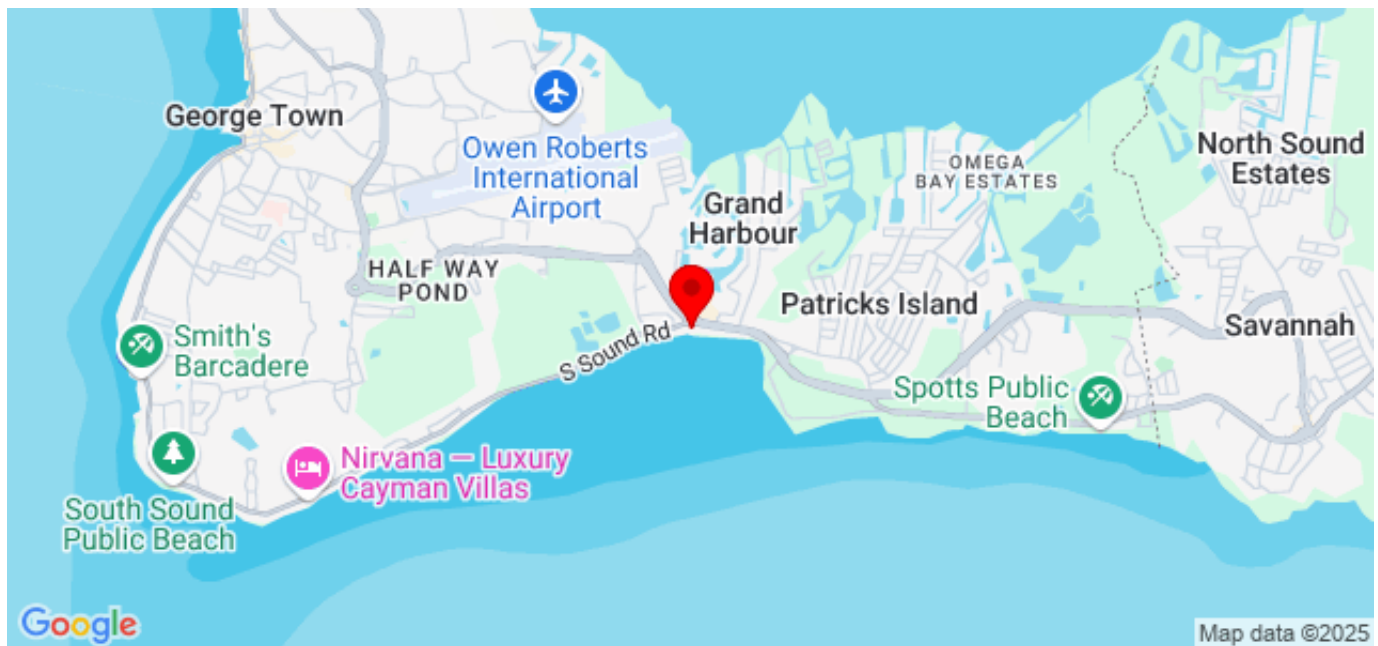 George Town
Owen Roberts
International
Airport
OMEGA
BAY ESTATES
North Sound
Estates
Grand
Harbour
HALF WAY
POND
Patricks Island
Savannah
Smith's
Barcadere
S Sound Rd
Spotts Public
Beach
Nirvana — Luxury
Cayman Villas
South Sound
Public Beach
Google
Map data ©2025